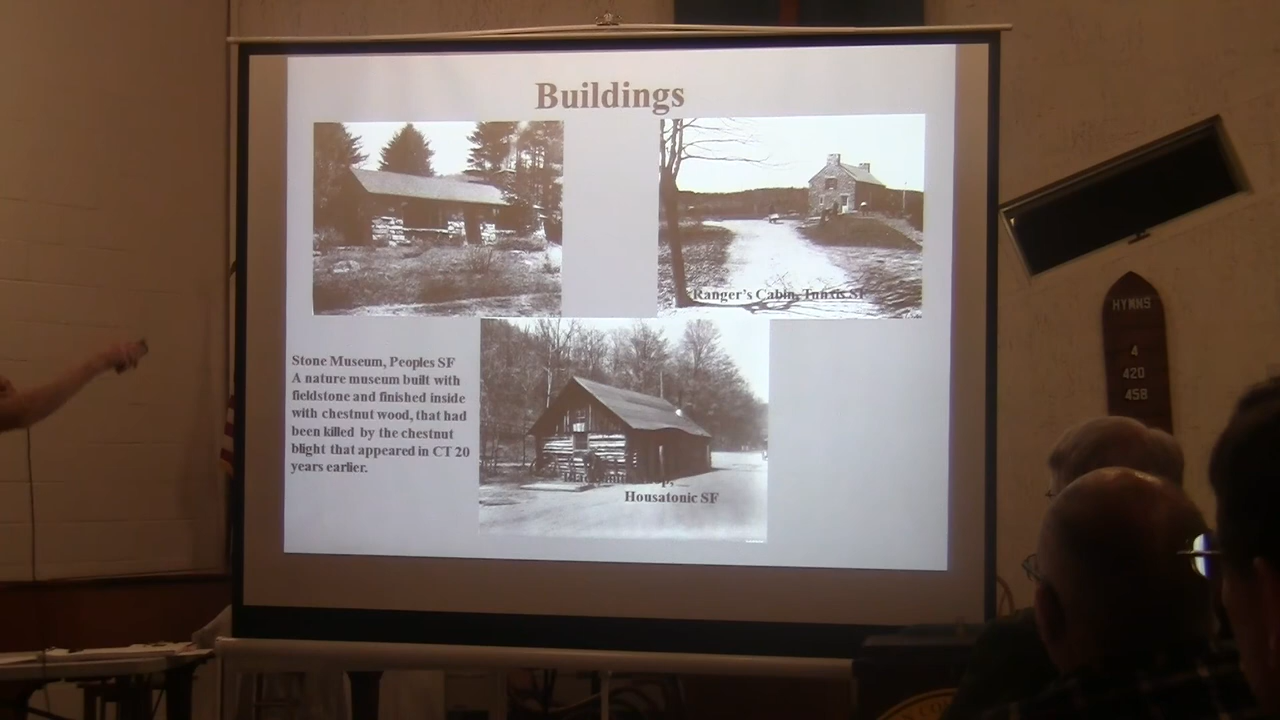 Buildings
Ranger's Cabin, Tunxis SF
Stone Museum, Peoples SF
A nature museum built with
fieldstone and finished inside
with chestnut wood, that had
been killed by the chestnut
blight that appeared in CT 20
years earlier.
Housatonic SF
HYMNS
4
420
458